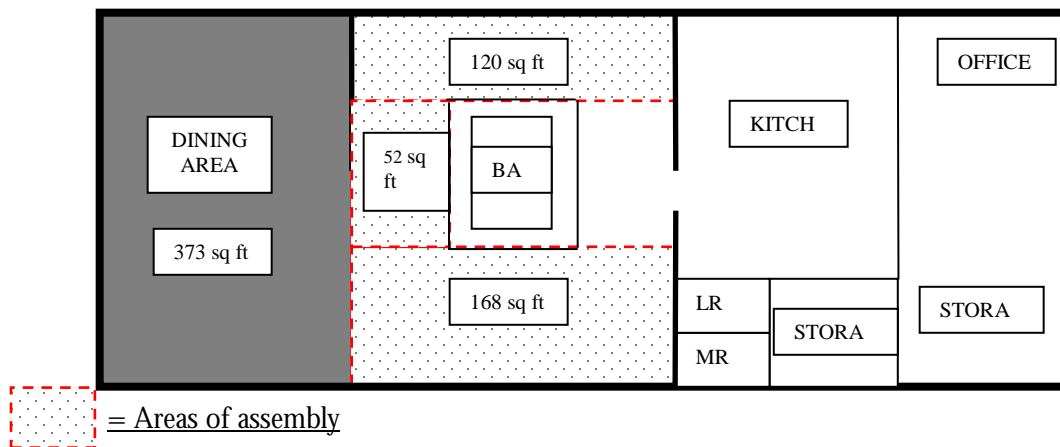 120 sq ft
OFFICE
KITCH
DINING
AREA
52 sq
ft
BA
373 sq ft
168 sq ft
LR
STORA
STORA
MR
= Areas of assembly